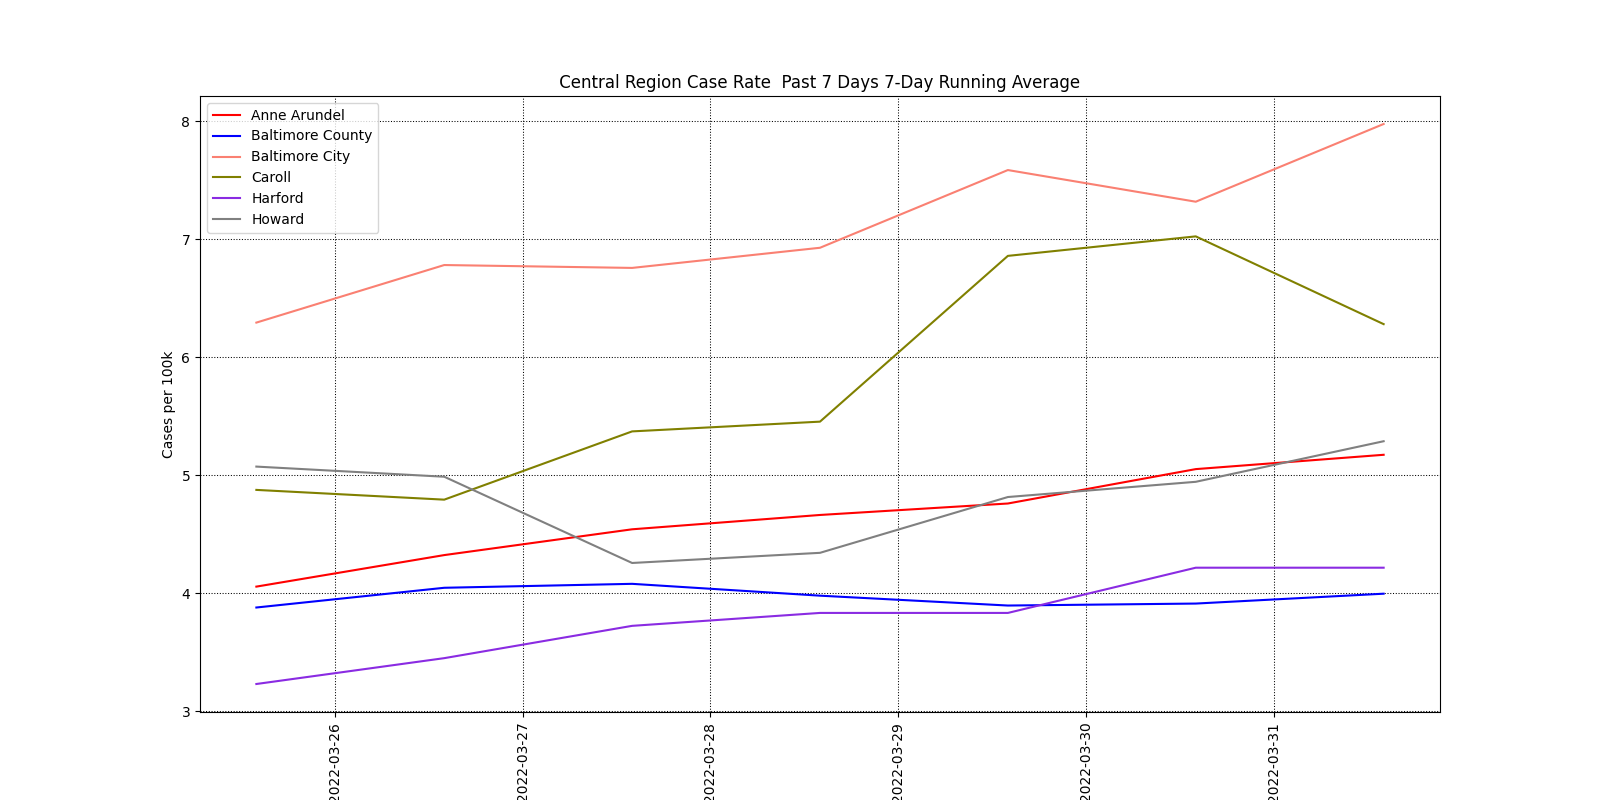 Central Region Case Rate  Past 7 Days 7-Day Running Average
Anne Arundel
Baltimore County
Baltimore City
Caroll
Harford
Howard
Cases per 100k
8
7
6
5
4
3
2022-03-26
2022-03-27
2022-03-28
2022-03-29
2022-03-30
2022-03-31